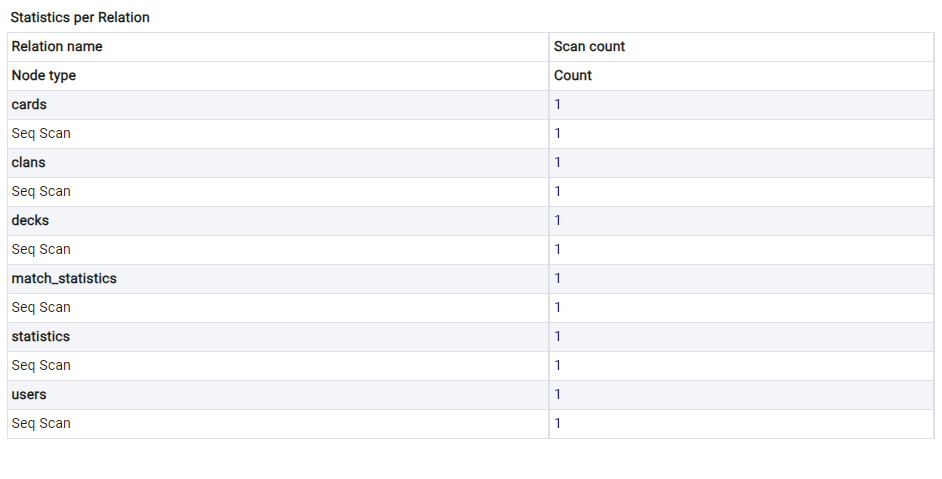 Statistics per Relation
Relation name Scan count
Node type Count
cards 1
Seq Scan 1
clans 1
Seq Scan 1
decks 1
Seq Scan 1
match_statistics 1
Seq Scan 1
statistics 1
Seq Scan 1
users 1
Seq Scan 1